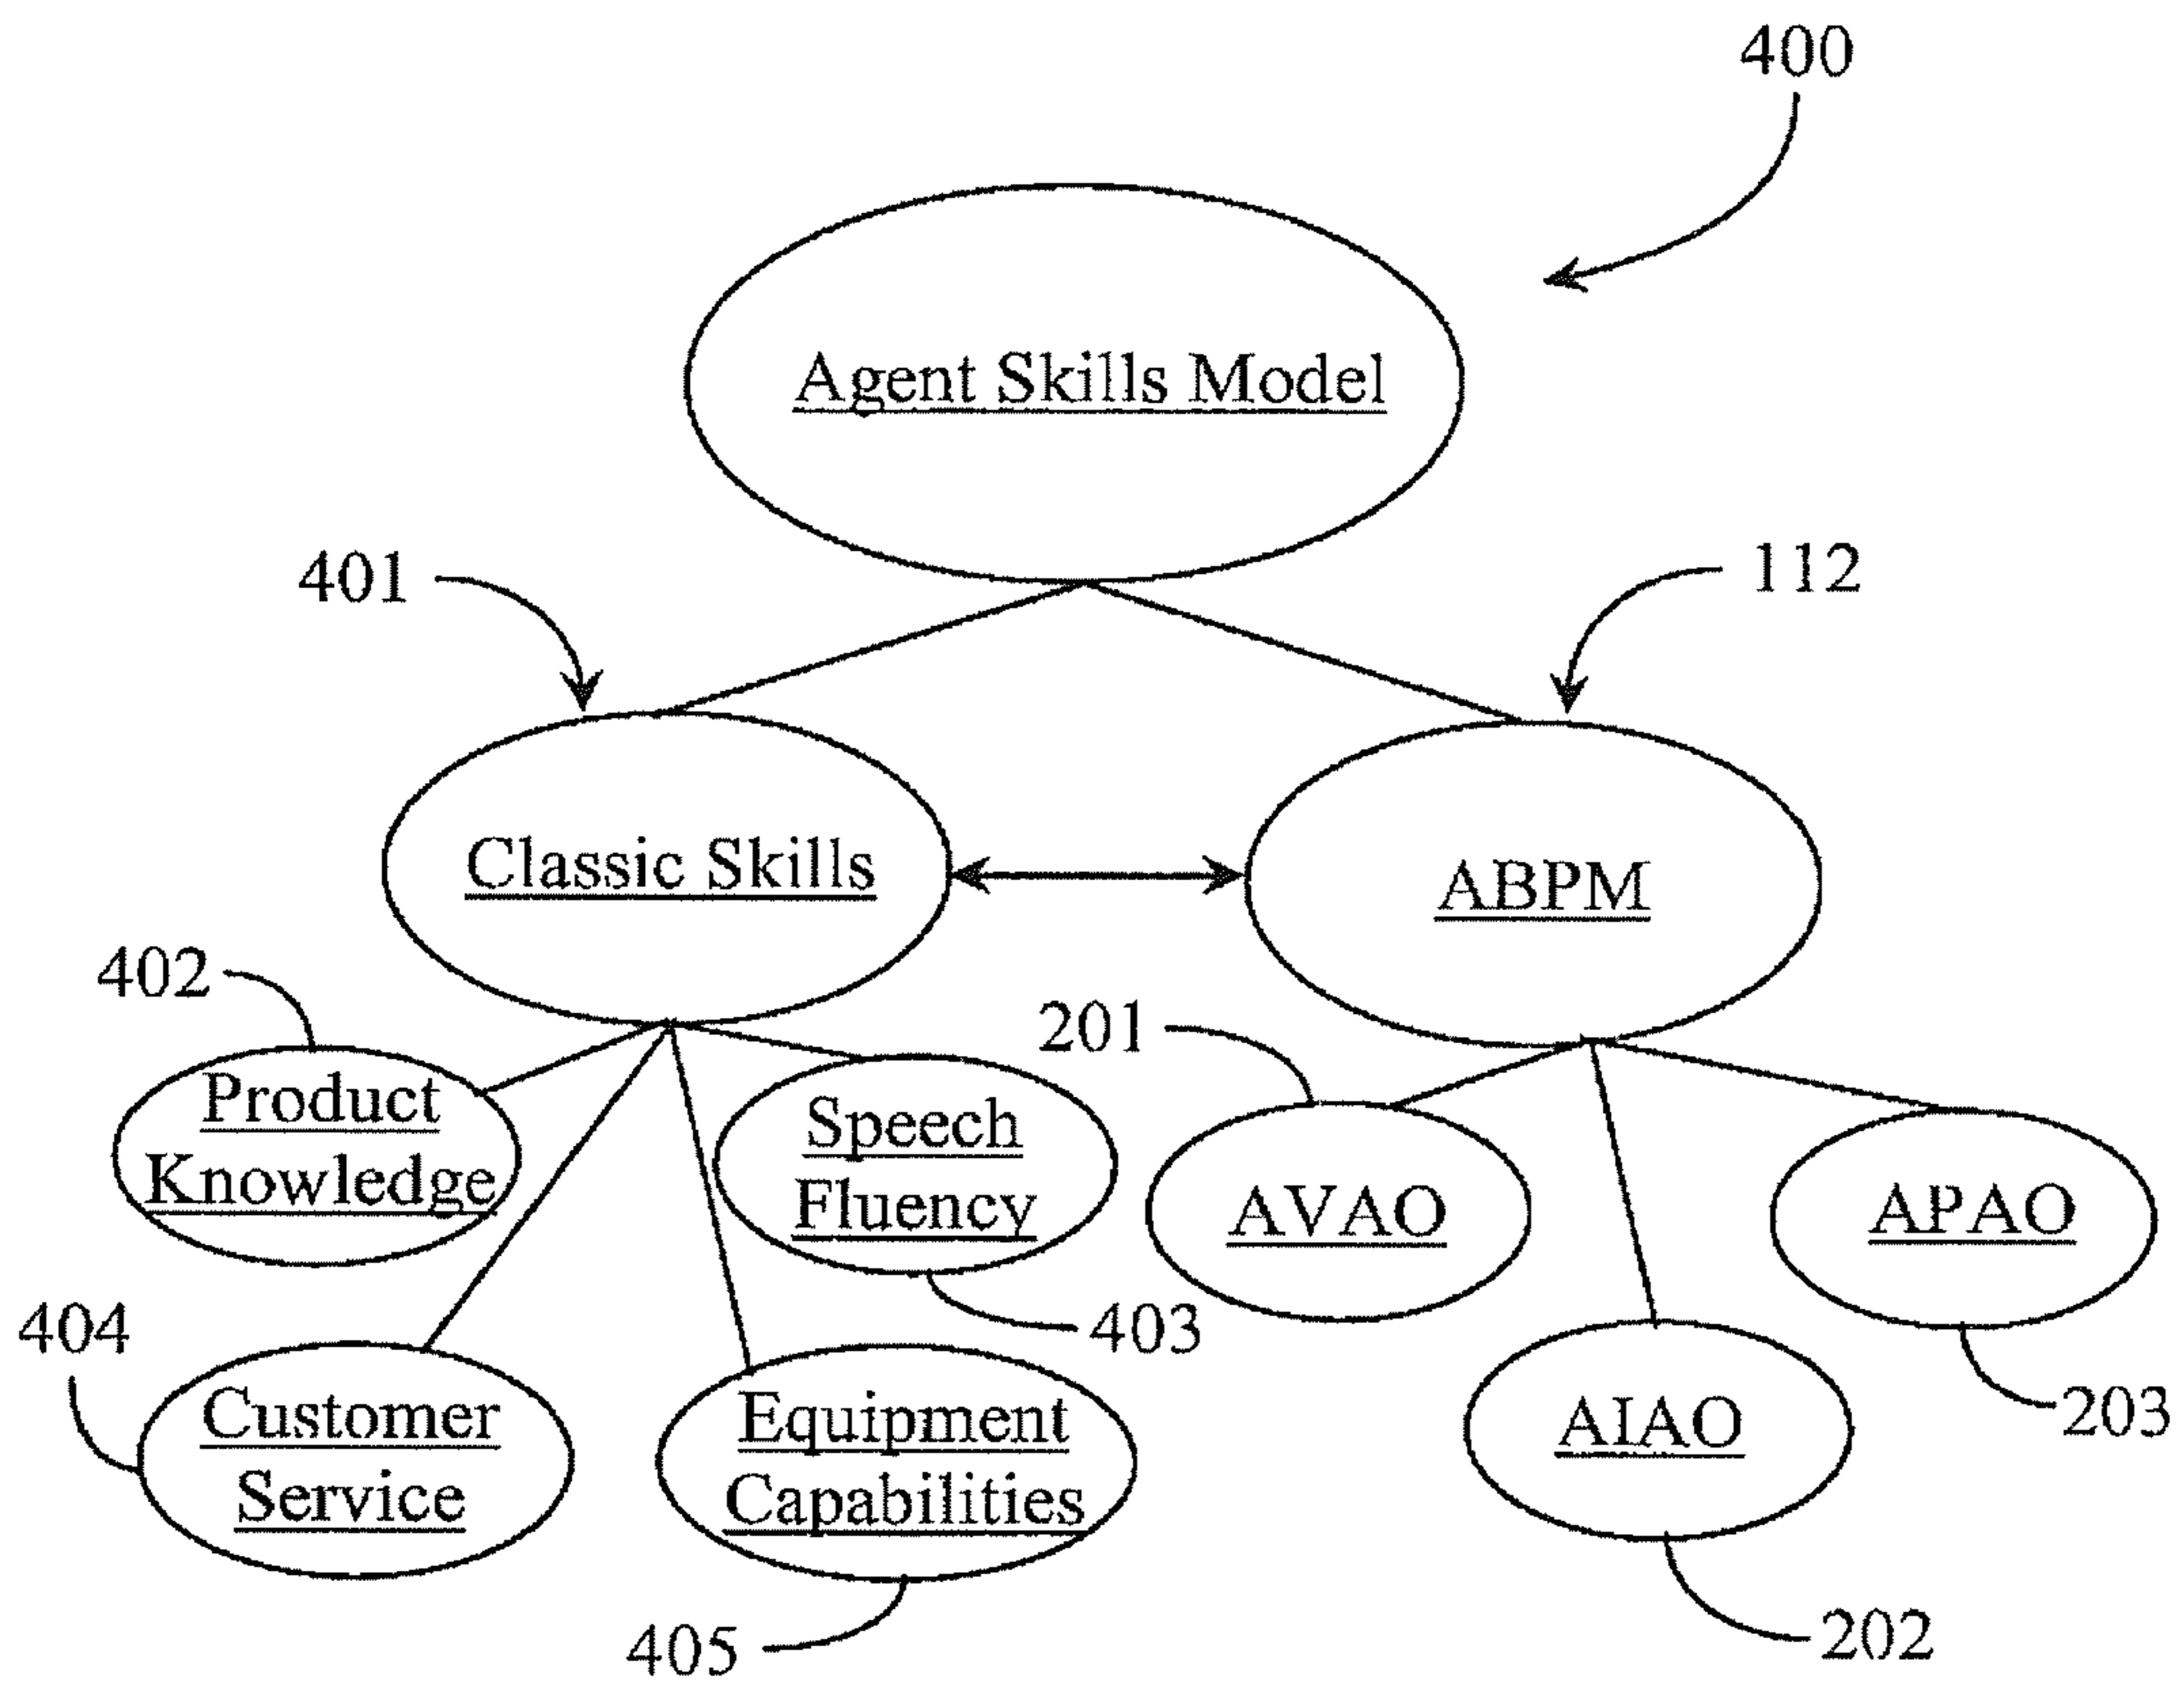 400
Agent Skills Model
401
112
Classic Skills
ABPM
402
201
Product
Knowledge
Speech
Fluency
AVAO
APAO
404
403
Customer
Service
Equipment
Capabilities
AIAO
203
405
202